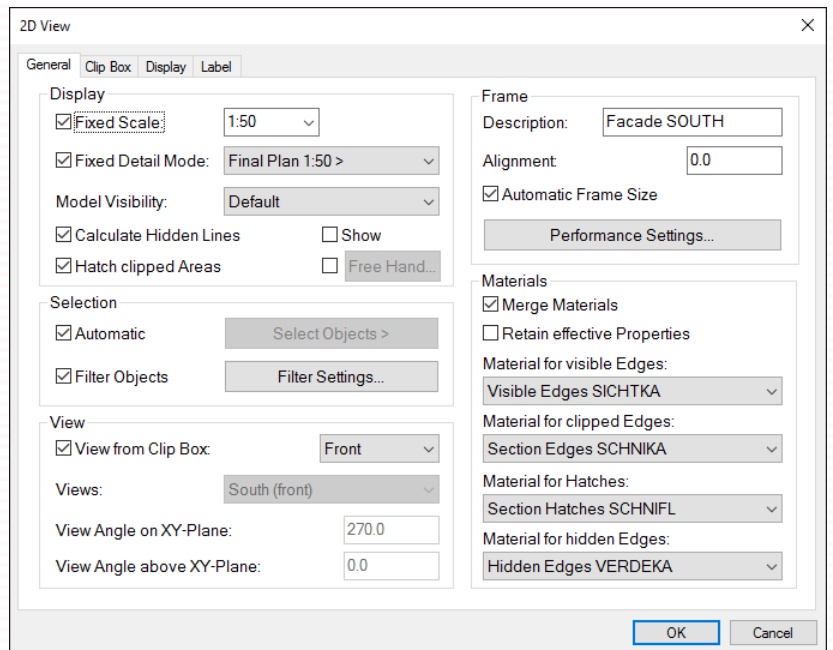 2D View
General Clip Box Display Label
Display
Fixed Scale: 1:50
Fixed Detail Mode: Final Plan 1:50 >
Model Visibility: Default
Calculate Hidden Lines Show
Hatch clipped Areas Free Hand...
Selection
Automatic Select Objects >
Filter Objects Filter Settings...
View
View from Clip Box: Front
Views: South (front)
View Angle on XY-Plane: 270.0
View Angle above XY-Plane: 0.0
Frame
Description: Facade SOUTH
Alignment: 0.0
Automatic Frame Size
Performance Settings...
Materials
Merge Materials
Retain effective Properties
Material for visible Edges:
Visible Edges SICHTKA
Material for clipped Edges:
Section Edges SCHNIKA
Material for Hatches:
Section Hatches SCHNIFL
Material for hidden Edges:
Hidden Edges VERDEKA
OK Cancel